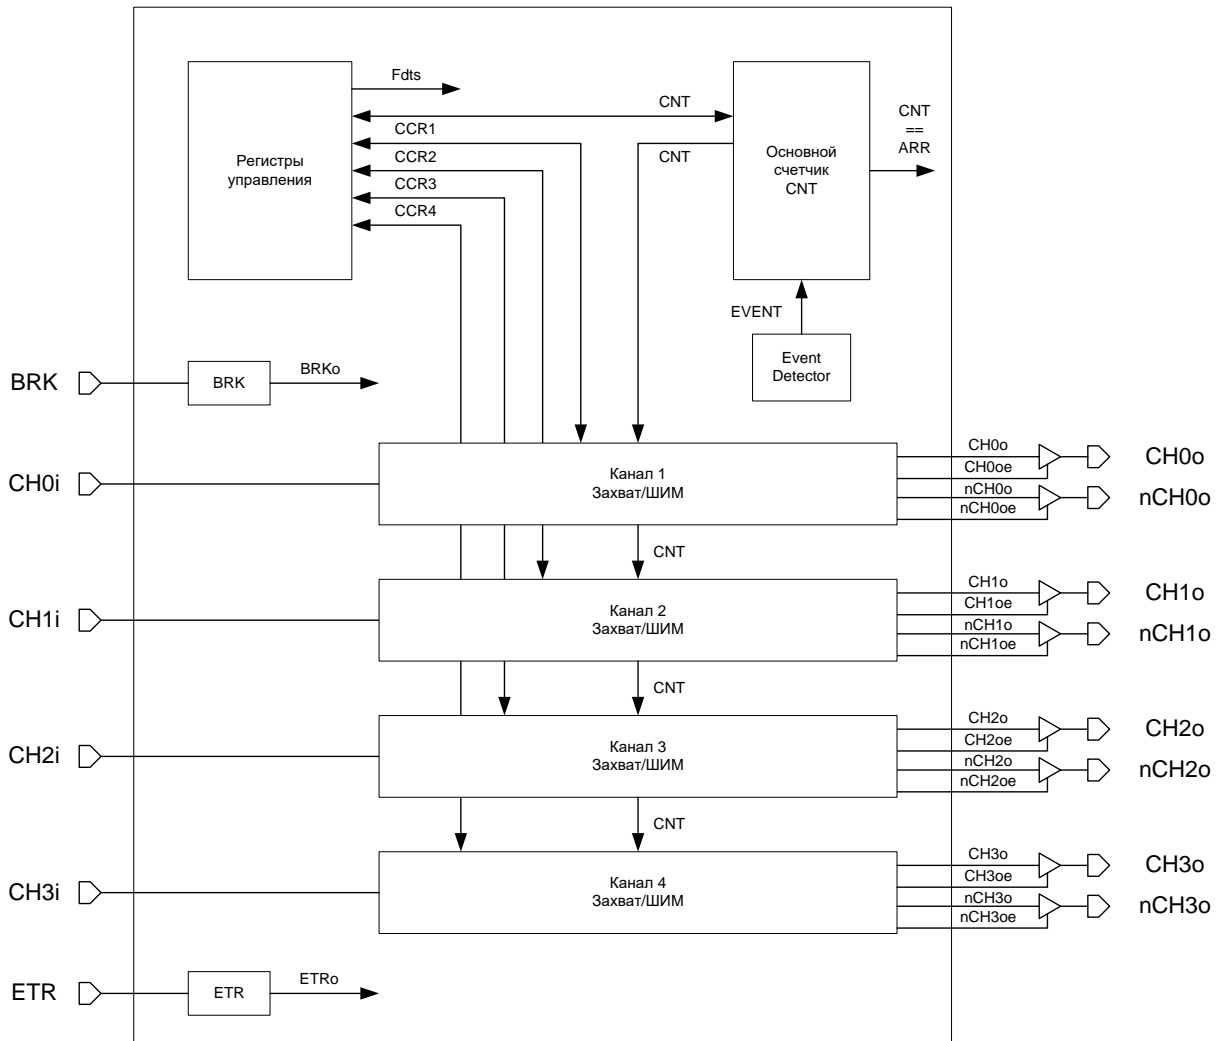 Fdts
CNT
CCR1
CNT
CCR2
CCR3
CCR4
Регистры
управления
Основной
счетчик
CNT
CNT
==
ARR
EVENT
Event
Detector
BRK
BRK
BRKo
CH0i
Канал 1
Захват/ШИМ
CH0o
CH0oe
nCH0o
nCH0oe
CH0o
nCH0o
CNT
CH1i
Канал 2
Захват/ШИМ
CH1o
CH1oe
nCH1o
nCH1oe
CH1o
nCH1o
CNT
CH2i
Канал 3
Захват/ШИМ
CH2o
CH2oe
nCH2o
nCH2oe
CH2o
nCH2o
CNT
CH3i
Канал 4
Захват/ШИМ
CH3o
CH3oe
nCH3o
nCH3oe
CH3o
nCH3o
ETR
ETR
ETRo